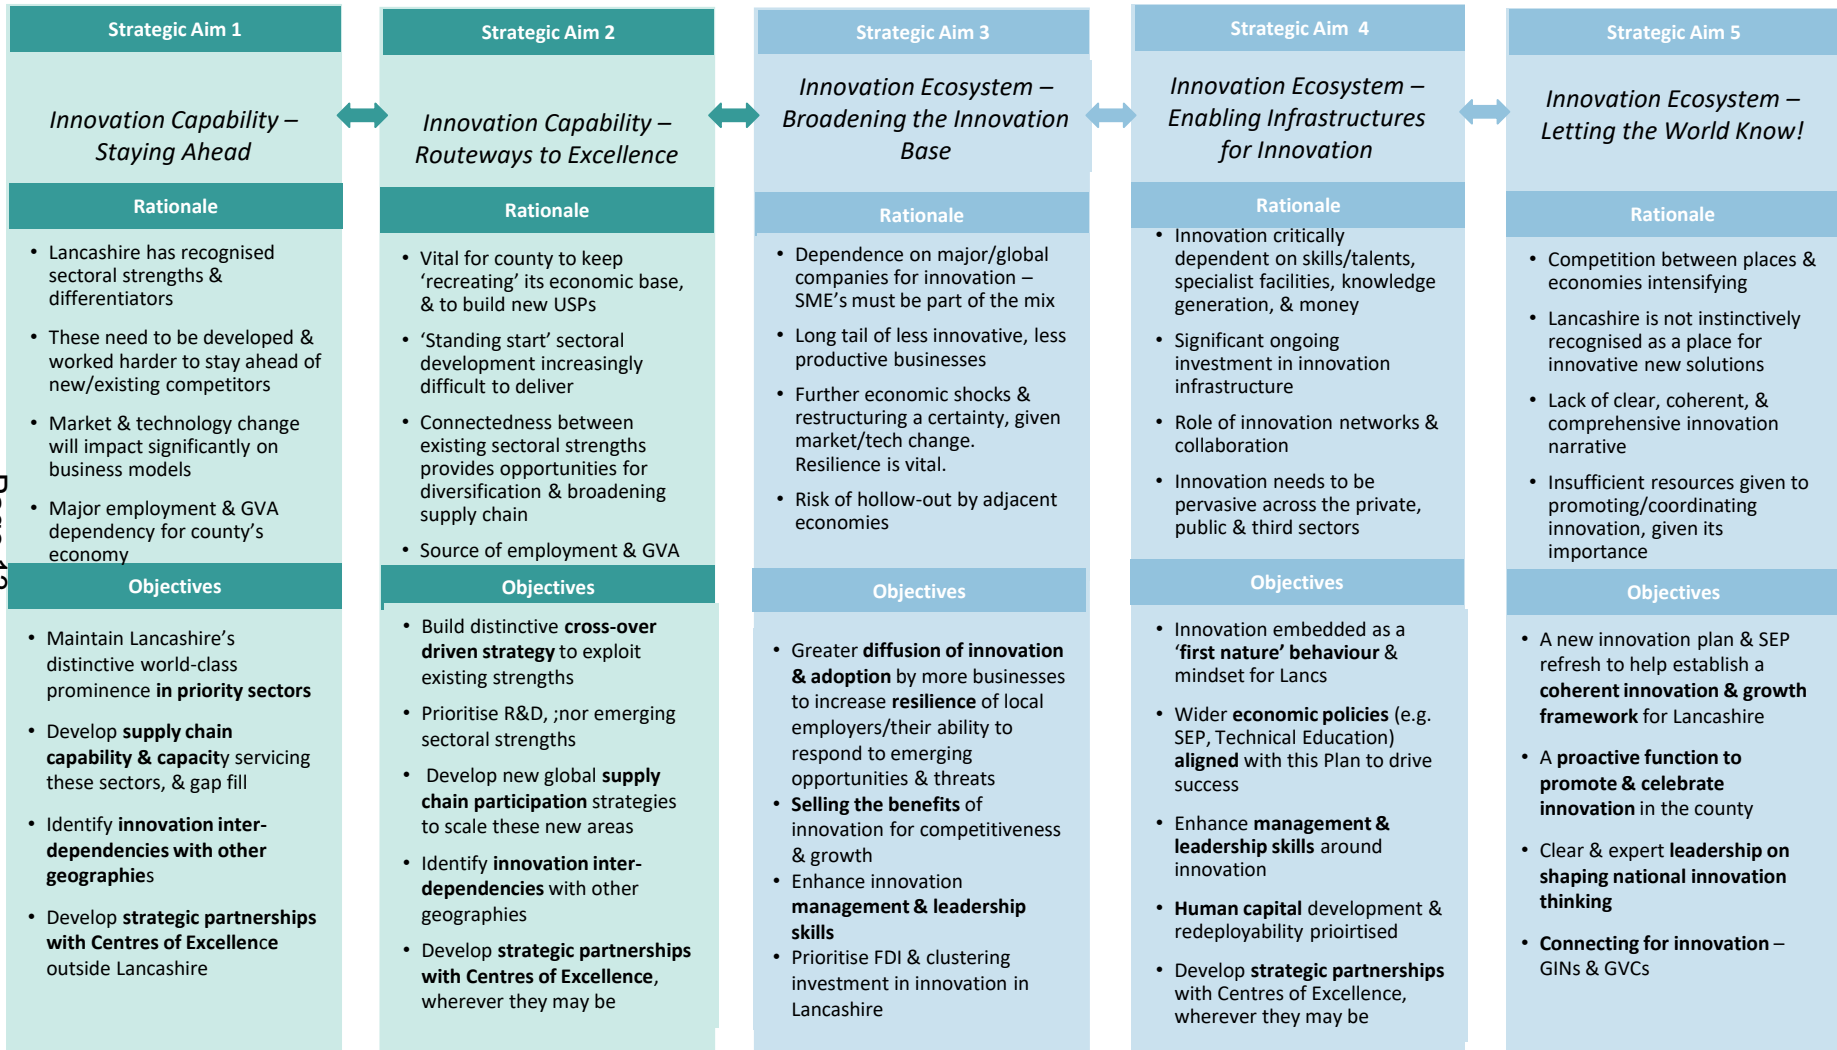 Strategic Aim 1
Innovation Capability –
Staying Ahead
Rationale
• Lancashire has recognised
sectoral strengths &
differentiators
• These need to be developed &
worked harder to stay ahead of
new/existing competitors
• Market & technology change
will impact significantly on
business models
• Major employment & GVA
dependency for county's
economy
Objectives
• Maintain Lancashire's
distinctive world-class
prominence in priority sectors
• Develop supply chain
capability & capacity servicing
these sectors, & gap fill
• Identify innovation inter-
dependencies with other
geographies
• Develop strategic partnerships
with Centres of Excellence
outside Lancashire
Strategic Aim 2
Innovation Capability –
Routeways to Excellence
Rationale
• Vital for county to keep
'recreating' its economic base,
& to build new USPs
• 'Standing start' sectoral
development increasingly
difficult to deliver
• Connectedness between
existing sectoral strengths
provides opportunities for
diversification & broadening
supply chain
• Source of employment & GVA
Objectives
• Build distinctive cross-over
driven strategy to exploit
existing strengths
• Prioritise R&D, ;nor emerging
sectoral strengths
• Develop new global supply
chain participation strategies
to scale these new areas
• Identify innovation inter-
dependencies with other
geographies
• Develop strategic partnerships
with Centres of Excellence,
wherever they may be
Strategic Aim 3
Innovation Ecosystem –
Broadening the Innovation
Base
Rationale
• Dependence on major/global
companies for innovation –
SME's must be part of the mix
• Long tail of less innovative, less
productive businesses
• Further economic shocks &
restructuring a certainty, given
market/tech change.
Resilience is vital.
• Risk of hollow-out by adjacent
economies
Objectives
• Greater diffusion of innovation
& adoption by more businesses
to increase resilience of local
employers/their ability to
respond to emerging
opportunities & threats
• Selling the benefits of
innovation for competitiveness
& growth
• Enhance innovation
management & leadership
skills
• Prioritise FDI & clustering
investment in innovation in
Lancashire
Strategic Aim 4
Innovation Ecosystem –
Enabling Infrastructures
for Innovation
Rationale
• Innovation critically
dependent on skills/talents,
specialist facilities, knowledge
generation, & money
• Significant ongoing
investment in innovation
infrastructure
• Role of innovation networks &
collaboration
• Innovation needs to be
pervasive across the private,
public & third sectors
Objectives
• Innovation embedded as a
'first nature' behaviour &
mindset for Lancs
• Wider economic policies (e.g.
SEP, Technical Education)
aligned with this Plan to drive
success
• Enhance management &
leadership skills around
innovation
• Human capital development &
redeployability prioirtised
• Develop strategic partnerships
with Centres of Excellence,
wherever they may be
Strategic Aim 5
Innovation Ecosystem –
Letting the World Know!
Rationale
• Competition between places &
economies intensifying
• Lancashire is not instinctively
recognised as a place for
innovative new solutions
• Lack of clear, coherent, &
comprehensive innovation
narrative
• Insufficient resources given to
promoting/coordinating
innovation, given its
importance
Objectives
• A new innovation plan & SEP
refresh to help establish a
coherent innovation & growth
framework for Lancashire
• A proactive function to
promote & celebrate
innovation in the county
• Clear & expert leadership on
shaping national innovation
thinking
• Connecting for innovation –
GINs & GVCs